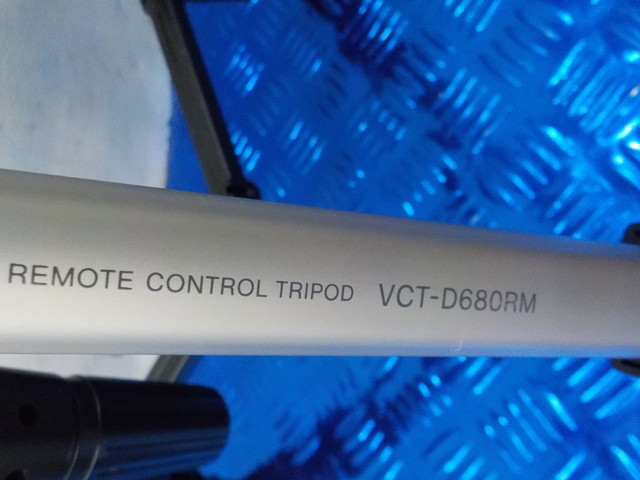 REMOTE CONTROL TRIPOD VCT-D680RM